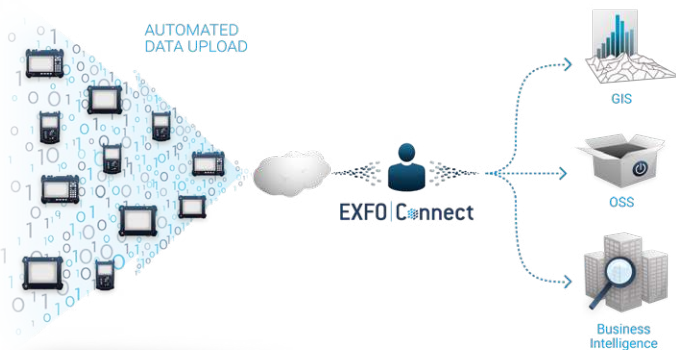 AUTOMATED
DATA UPLOAD
EXFO|Connect
GIS
OSS
Business
Intelligence